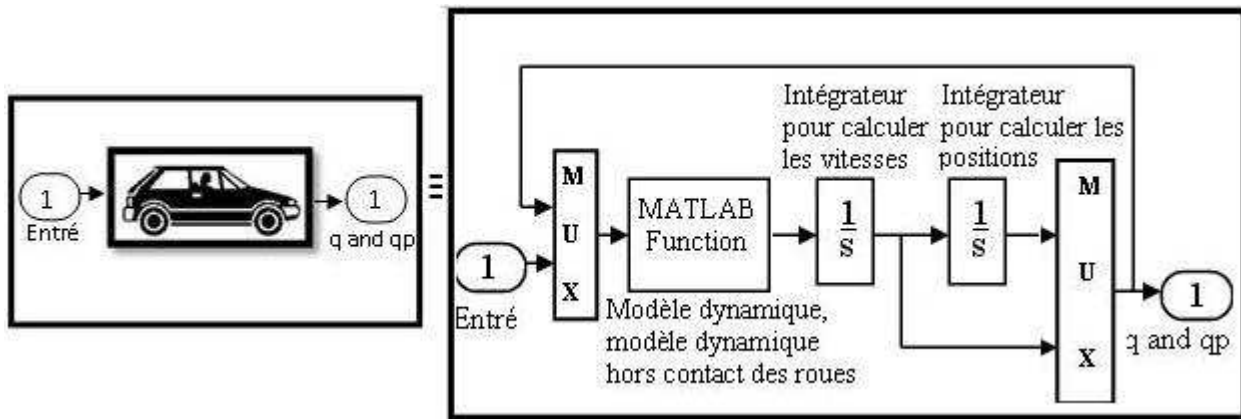 1
Entré
1
q and qp
≡
1
Entré
M
U
X
MATLAB
Function
Modèle dynamique,
modèle dynamique
hors contact des roues
Intégrateur
pour calculer
les vitesses
1
S
Intégrateur
pour calculer les
positions
1
S
M
U
X
1
q and qp